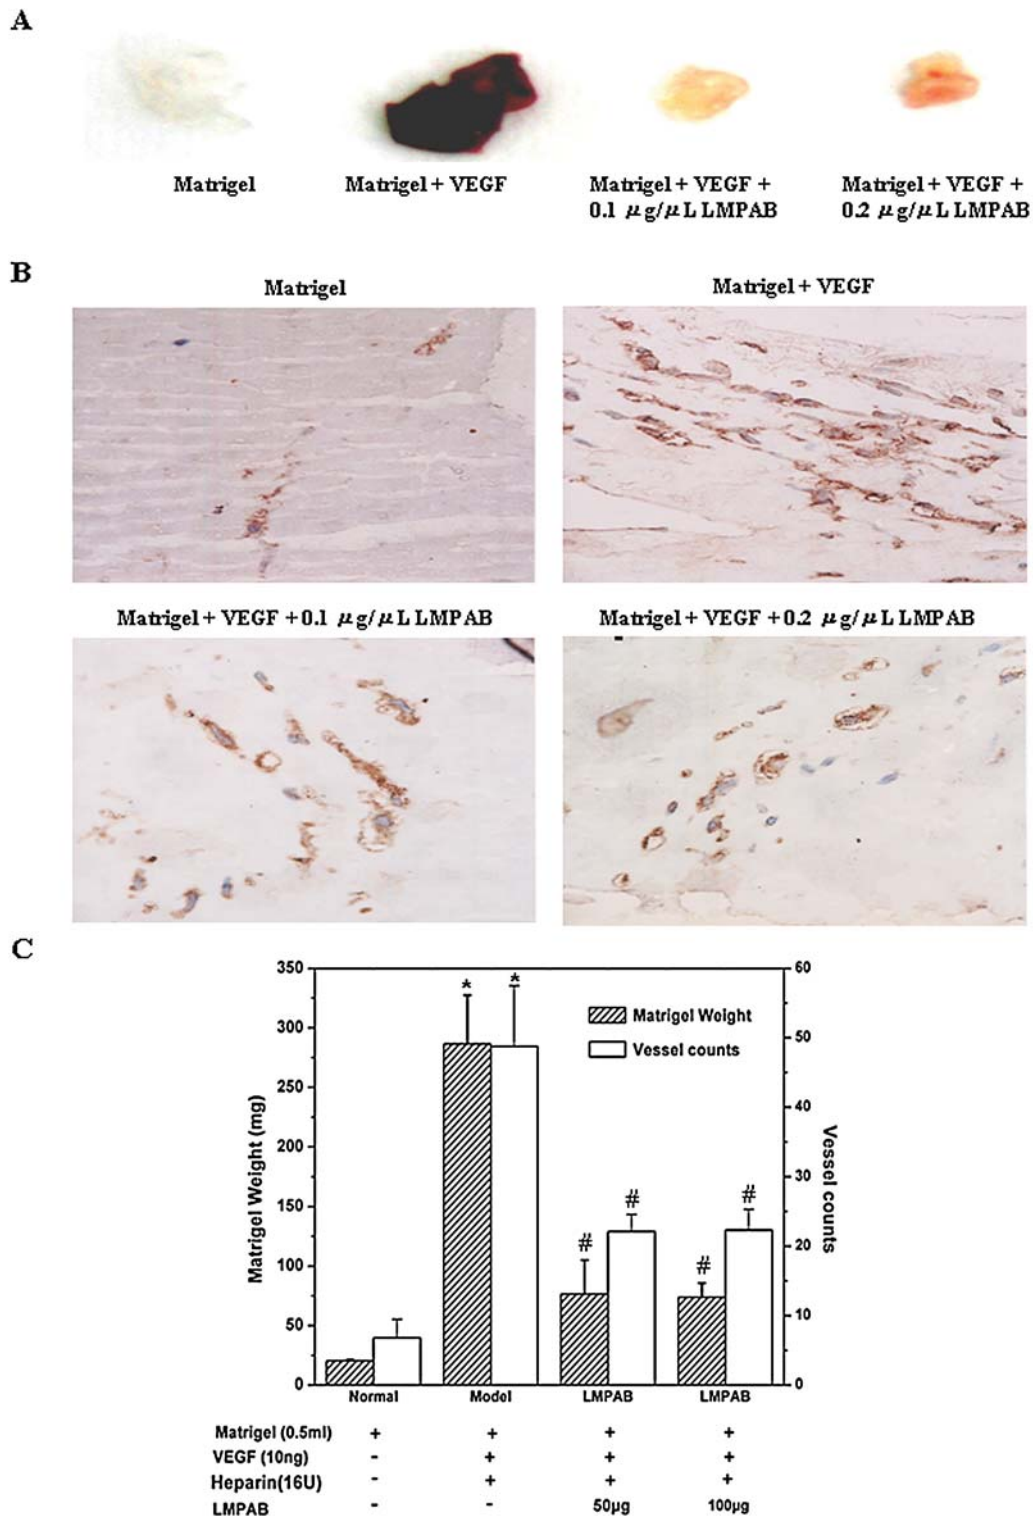 A
Matrigel
Matrigel + VEGF
Matrigel + VEGF +
0.1 μg/μL LMPAB
Matrigel + VEGF +
0.2 μg/μL LMPAB
B
Matrigel
Matrigel + VEGF
Matrigel + VEGF + 0.1 μg/μL LMPAB
Matrigel + VEGF + 0.2 μg/μL LMPAB
C
350
300
250
200
150
100
50
0
Matrigel Weight (mg)
60
50
40
30
20
10
0
Vessel counts
Matrigel Weight
Vessel counts
* *
# #
# #
Normal Model LMPAB LMPAB
Matrigel (0.5ml) + + + +
VEGF (10ng) - + + +
Heparin(16U) - + + +
LMPAB - - 50μg 100μg